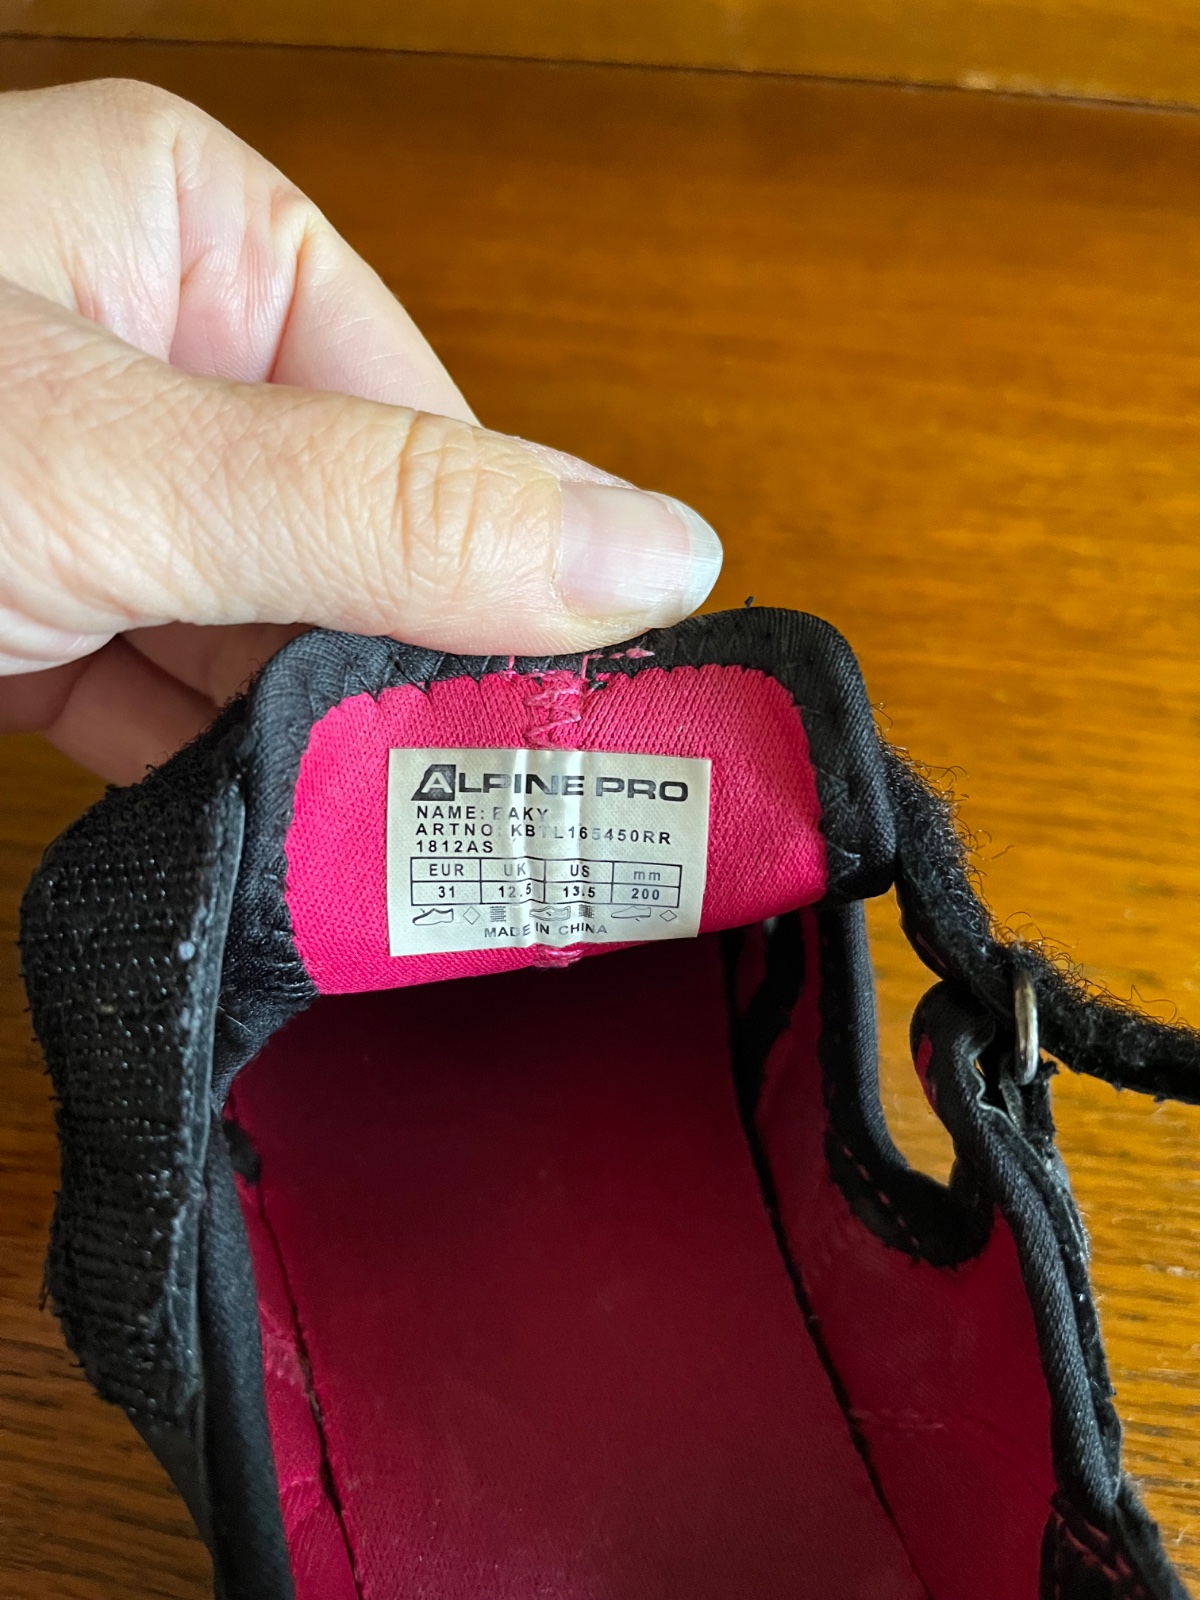 ALPINE PRO
NAME: BAKY
ARTNO: KBTL165450RR
1812AS
EUR UK US mm
31 12.5 13.5 200
MADE IN CHINA